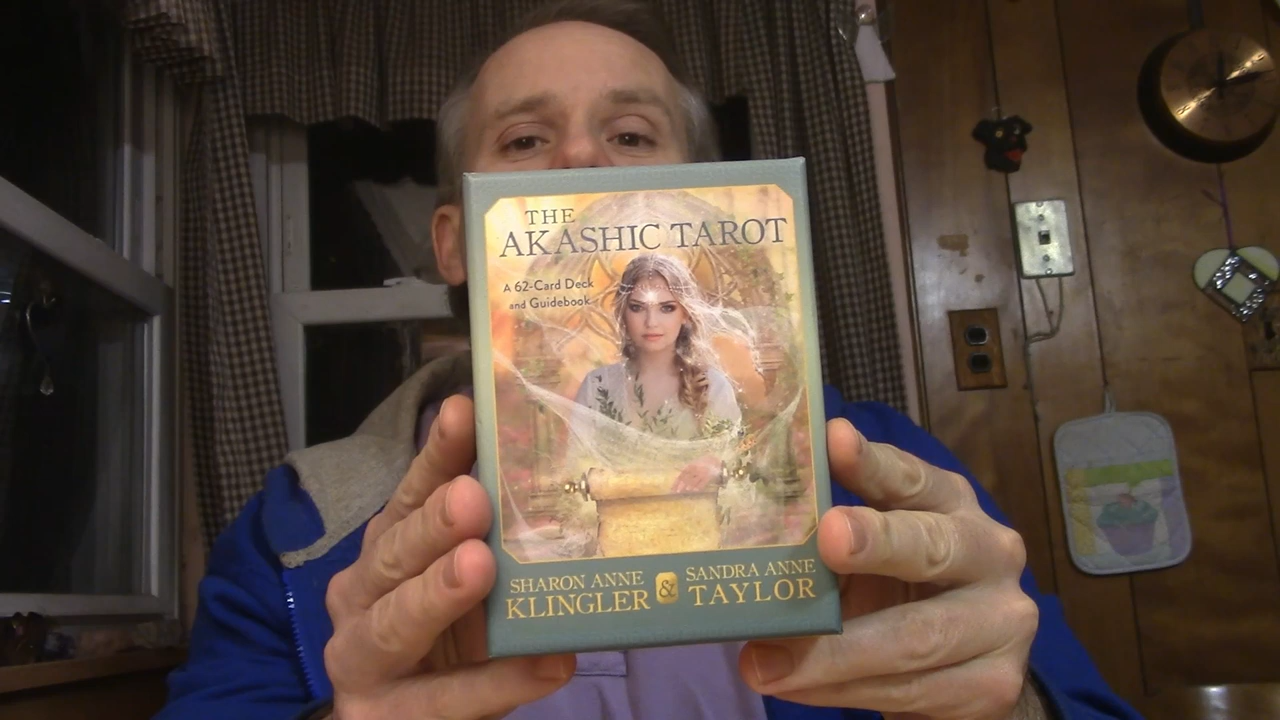 THE
AKASHIC TAROT
A 62-Card Deck
and Guidebook
SHARON ANNE
KLINGLER
&
SANDRA ANNE
TAYLOR